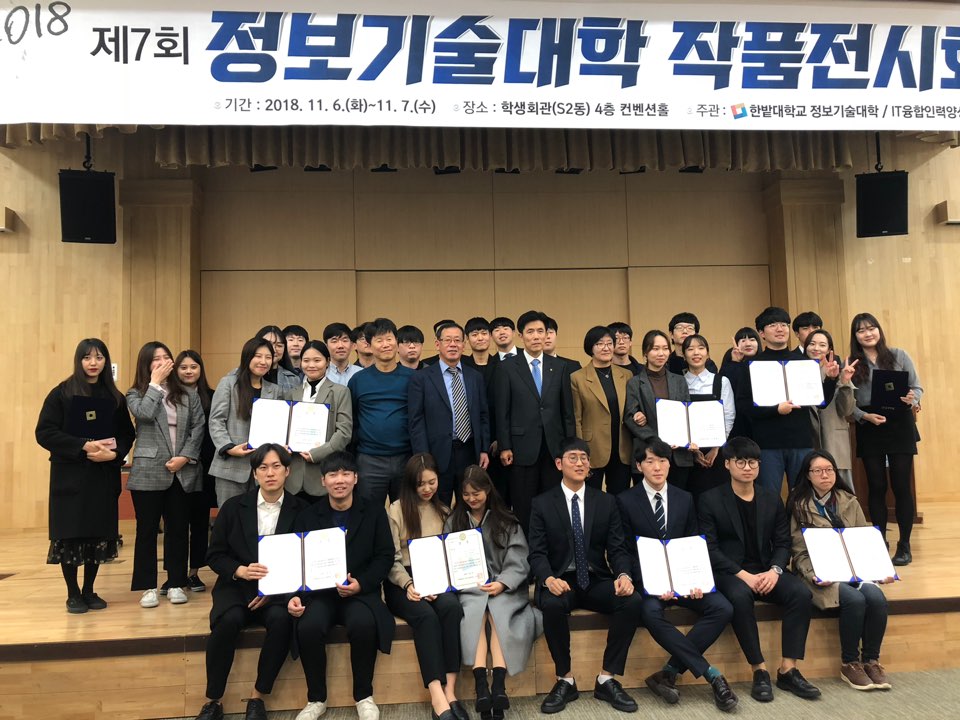 2018
제7회 정보기술대학 작품전시회
기간 : 2018. 11. 6.(화)~11. 7.(수) 장소 : 학생회관(S2동) 4층 컨벤션홀 주관 : 한밭대학교 정보기술대학 / IT융합인력양성